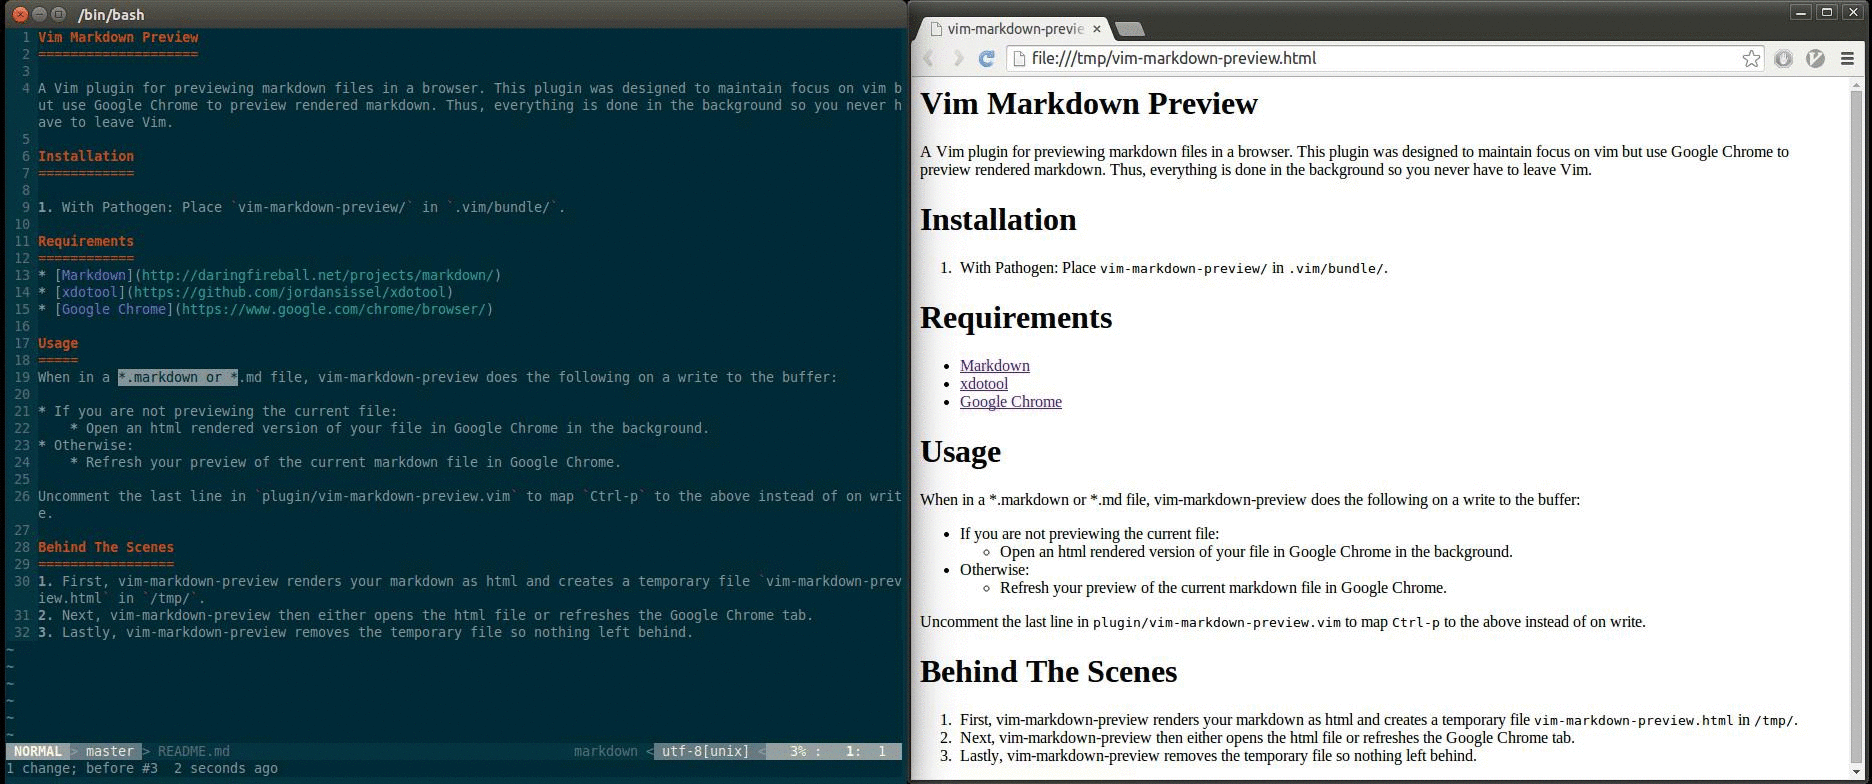 /bin/bash
1 Vim Markdown Preview
2 ====================
3
4 A Vim plugin for previewing markdown files in a browser. This plugin was designed to maintain focus on vim b
ut use Google Chrome to preview rendered markdown. Thus, everything is done in the background so you never h
ave to leave Vim.
5
6 Installation
7 ============
8
9 1. With Pathogen: Place `vim-markdown-preview/` in `.vim/bundle/`.
10
11 Requirements
12 ============
13 * [Markdown](http://daringfireball.net/projects/markdown/)
14 * [xdotool](https://github.com/jordansissel/xdotool)
15 * [Google Chrome](https://www.google.com/chrome/browser/)
16
17 Usage
18 =====
19 When in a *.markdown or *.md file, vim-markdown-preview does the following on a write to the buffer:
20
21 * If you are not previewing the current file:
22     * Open an html rendered version of your file in Google Chrome in the background.
23 * Otherwise:
24     * Refresh your preview of the current markdown file in Google Chrome.
25
26 Uncomment the last line in `plugin/vim-markdown-preview.vim` to map `Ctrl-p` to the above instead of on writ
e.
27
28 Behind The Scenes
29 =================
30 1. First, vim-markdown-preview renders your markdown as html and creates a temporary file `vim-markdown-prev
iew.html` in `/tmp/`.
31 2. Next, vim-markdown-preview then either opens the html file or refreshes the Google Chrome tab.
32 3. Lastly, vim-markdown-preview removes the temporary file so nothing left behind.
~
~
~
~
~
~
NORMAL > master > README.md markdown < utf-8[unix] < 3% : 1: 1
1 change; before #3  2 seconds ago
vim-markdown-previe
file:///tmp/vim-markdown-preview.html
Vim Markdown Preview
A Vim plugin for previewing markdown files in a browser. This plugin was designed to maintain focus on vim but use Google Chrome to
preview rendered markdown. Thus, everything is done in the background so you never have to leave Vim.
Installation
1. With Pathogen: Place vim-markdown-preview/ in .vim/bundle/.
Requirements
• Markdown
• xdotool
• Google Chrome
Usage
When in a *.markdown or *.md file, vim-markdown-preview does the following on a write to the buffer:
• If you are not previewing the current file:
◦ Open an html rendered version of your file in Google Chrome in the background.
• Otherwise:
◦ Refresh your preview of the current markdown file in Google Chrome.
Uncomment the last line in plugin/vim-markdown-preview.vim to map Ctrl-p to the above instead of on write.
Behind The Scenes
1. First, vim-markdown-preview renders your markdown as html and creates a temporary file vim-markdown-preview.html in /tmp/.
2. Next, vim-markdown-preview then either opens the html file or refreshes the Google Chrome tab.
3. Lastly, vim-markdown-preview removes the temporary file so nothing left behind.